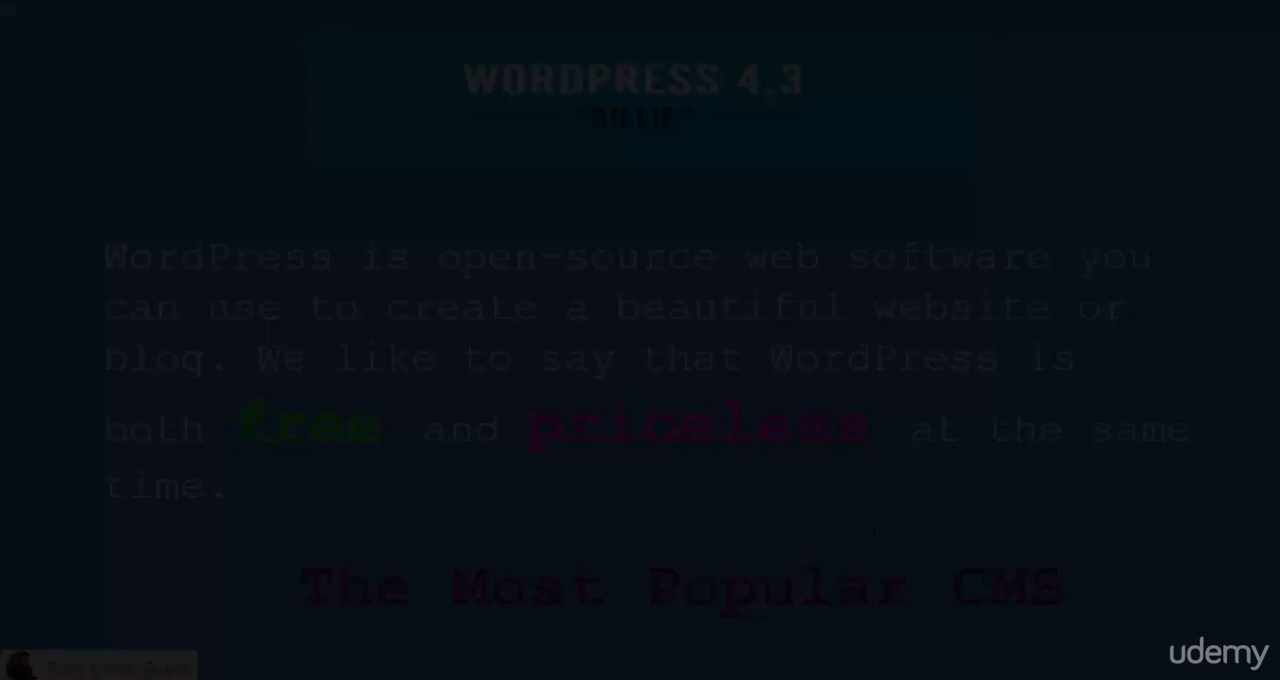 WORDPRESS 4.3
"BILLIE"
WordPress is open-source web software you
can use to create a beautiful website or
blog. We like to say that WordPress is
both free and priceless at the same
time.
The Most Popular CMS
udemy